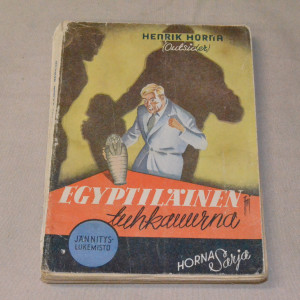 HENRIK HORNA
(Outsider)
EGYPTILÄINEN
tuhkauurna
JÄNNITYS-
LUKEMISTO
HORNA Sarja